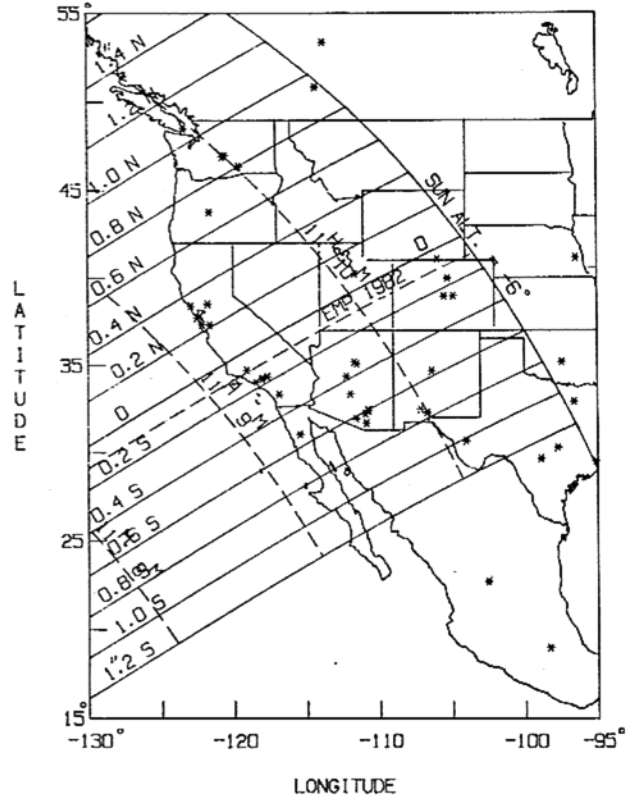 55°
45
35°
25
15°
-130°
-120
-110
-100
-95°
LATITUDE
LONGITUDE
1.4 N
1.2 N
1.0 N
0.8 N
0.6 N
0.4 N
0.2 N
0
0.2 S
0.4 S
0.6 S
0.8 S
1.0 S
1.2 S
SUN ALT. -6°
0
EMP 1982